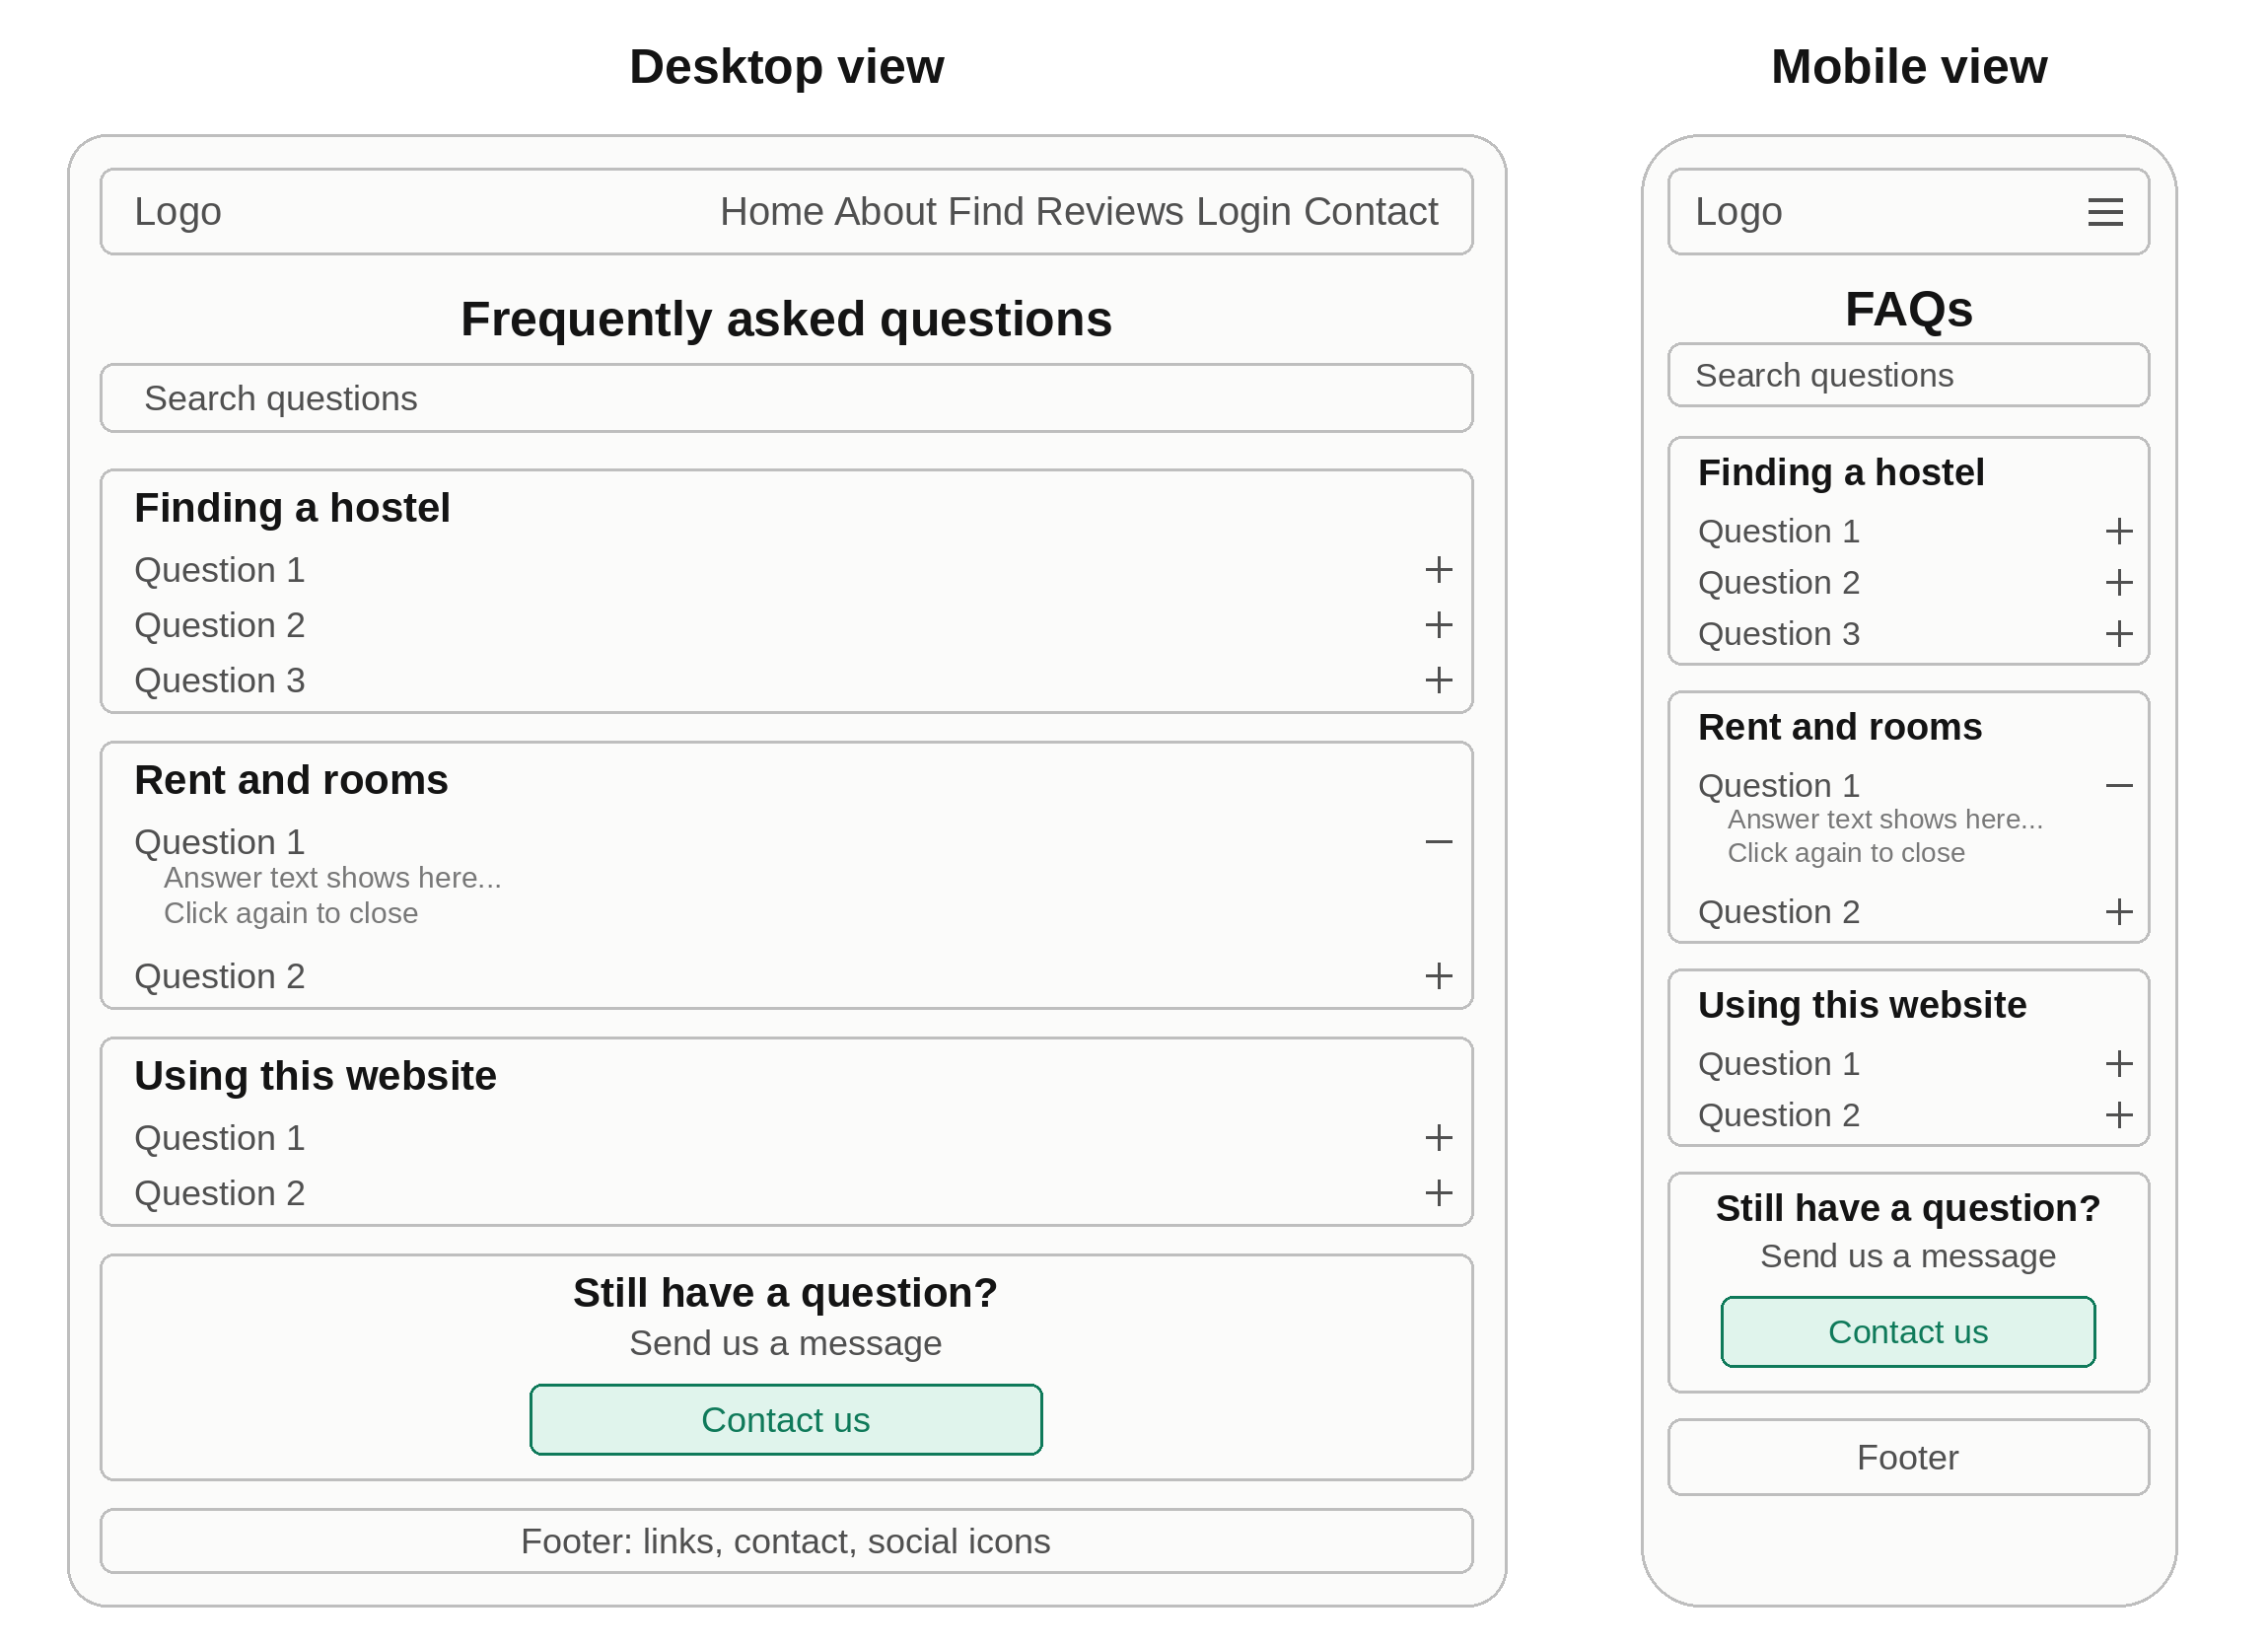 Desktop view
Logo
Home About Find Reviews Login Contact
Frequently asked questions
Search questions
Finding a hostel
Question 1
Question 2
Question 3
Rent and rooms
Question 1
Answer text shows here...
Click again to close
Question 2
Using this website
Question 1
Question 2
Still have a question?
Send us a message
Contact us
Footer: links, contact, social icons
Mobile view
Logo
FAQs
Search questions
Finding a hostel
Question 1
Question 2
Question 3
Rent and rooms
Question 1
Answer text shows here...
Click again to close
Question 2
Using this website
Question 1
Question 2
Still have a question?
Send us a message
Contact us
Footer